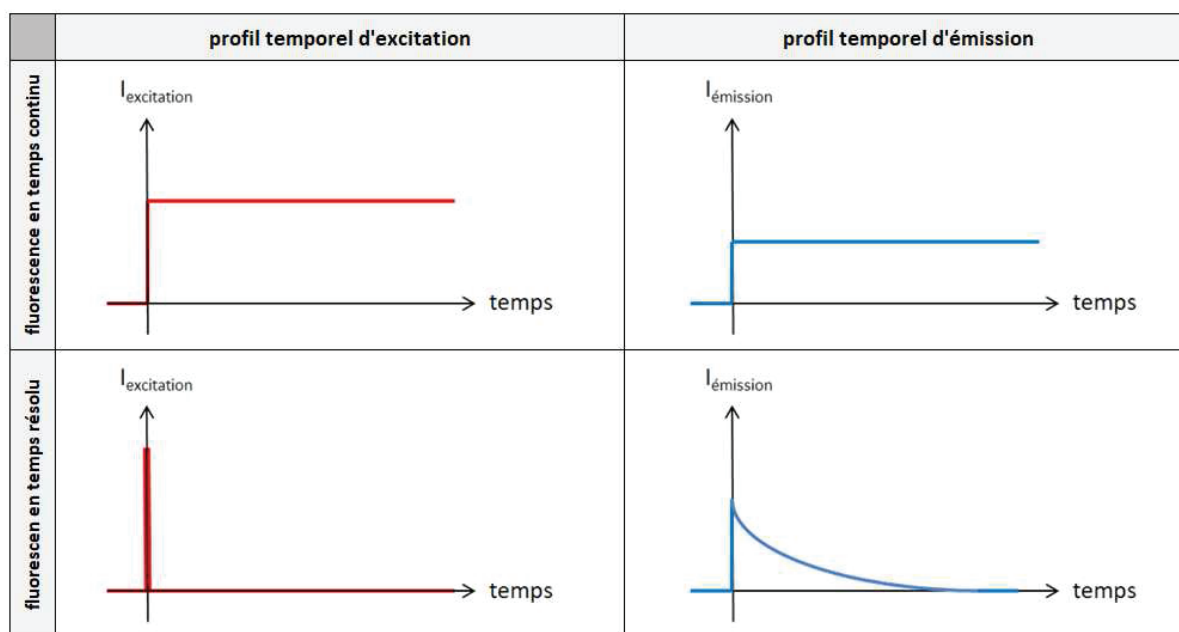 profil temporel d'excitation
profil temporel d'émission
fluorescence en temps continu
Iexcitation
temps
Iémission
temps
fluorescen en temps résolu
Iexcitation
temps
Iémission
temps